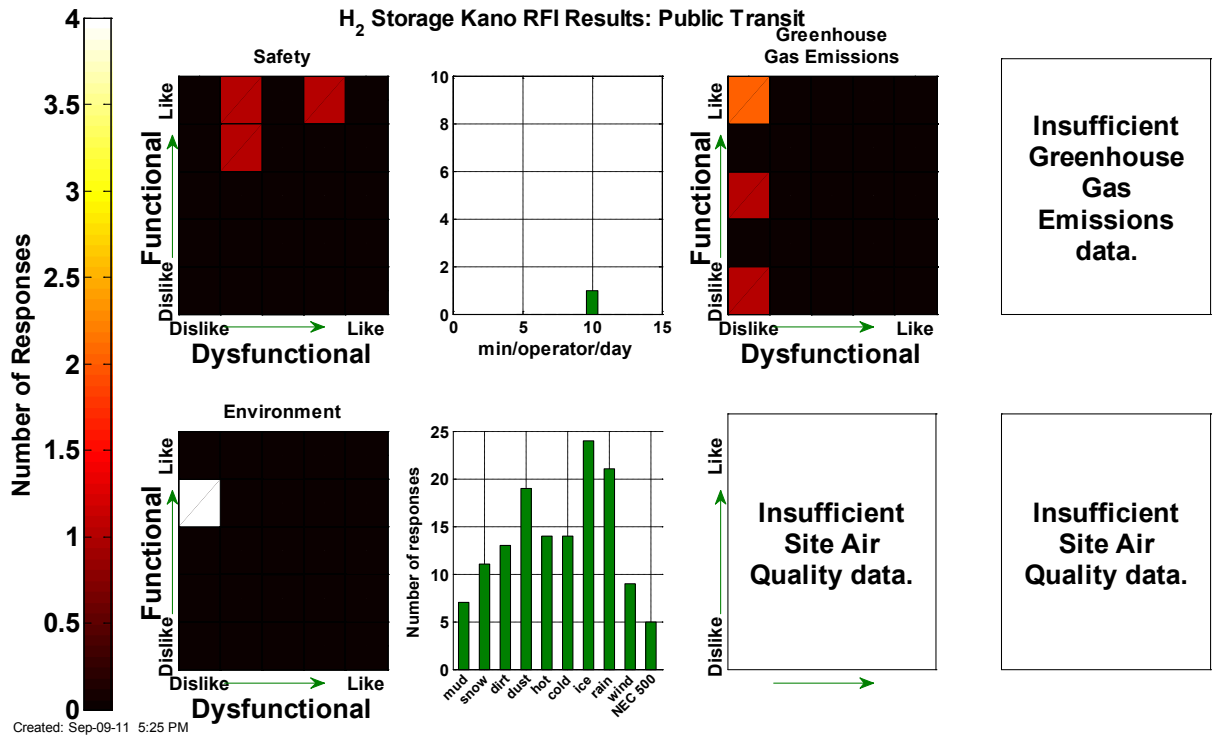 H2 Storage Kano RFI Results: Public Transit
Number of Responses
4
3.5
3
2.5
2
1.5
1
0.5
0
Safety
Functional
Like
Dislike
Dislike
Like
Dysfunctional
10
8
6
4
2
0
0
5
10
15
min/operator/day
Greenhouse
Gas Emissions
Functional
Like
Dislike
Dislike
Like
Dysfunctional
Insufficient
Greenhouse
Gas
Emissions
data.
Environment
Functional
Like
Dislike
Dislike
Like
Dysfunctional
Number of responses
25
20
15
10
5
0
mud
snow
dirt
dust
hot
cold
ice
rain
wind
NEC 500
Like
Dislike
Insufficient
Site Air
Quality data.
Insufficient
Site Air
Quality data.
Created: Sep-09-11 5:25 PM